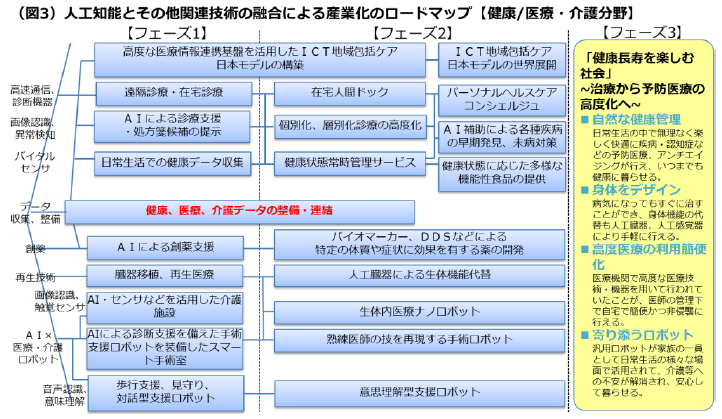 （図3）人工知能とその他関連技術の融合による産業化のロードマップ【健康/医療・介護分野】
【フェーズ1】
【フェーズ2】
【フェーズ3】
高度な医療情報連携基盤を活用したＩＣＴ地域包括ケア
日本モデルの構築
ＩＣＴ地域包括ケア
日本モデルの世界展開
高速通信、
診断機器
遠隔診療・在宅診療
在宅人間ドック
パーソナルヘルスケア
コンシェルジュ
画像認識、
異常検知
ＡＩによる診療支援
・処方箋候補の提示
個別化、層別化診療の高度化
ＡＩ補助による各種疾病
の早期発見、未病対策
バイタル
センサ
日常生活での健康データ収集
健康状態常時管理サービス
健康状態に応じた多様な
機能性食品の提供
データ
収集、整備
健康、医療、介護データの整備・連結
創薬
ＡＩによる創薬支援
バイオマーカー、ＤＤＳなどによる
特定の体質や症状に効果を有する薬の開発
再生技術
臓器移植、再生医療
人工臓器による生体機能代替
画像認識、
触覚センサ
AI・センサなどを活用した介護
施設
生体内医療ナノロボット
ＡＩ×
医療・介護
ロボット
AIによる診断支援を備えた手術
支援ロボットを装備したスマー
ト手術室
熟練医師の技を再現する手術ロボット
音声認識、
意味理解
歩行支援、見守り、
対話型支援ロボット
意思理解型支援ロボット
「健康長寿を楽しむ
社会」
~治療から予防医療の
高度化へ~
■ 自然な健康管理
日常生活の中で無理なく楽
しく快適に疾病・認知症な
どの予防医療、アンチエイ
ジングが行え、いつまでも
健康に暮らせる。
■ 身体をデザイン
病気になってもすぐに治す
ことができ、身体機能の代
替も人工臓器、人工感覚器
により手軽に行える。
■ 高度医療の利用簡便
化
医療機関で高度な医療技
術・機器を用いて行われて
いたことが、医師の管理下
で自宅で簡便かつ非侵襲に
行える。
■ 寄り添うロボット
汎用ロボットが家族の一員
として日常生活の様々な場
面で活用されて、介護等へ
の不安が解消され、安心し
て暮らせる。